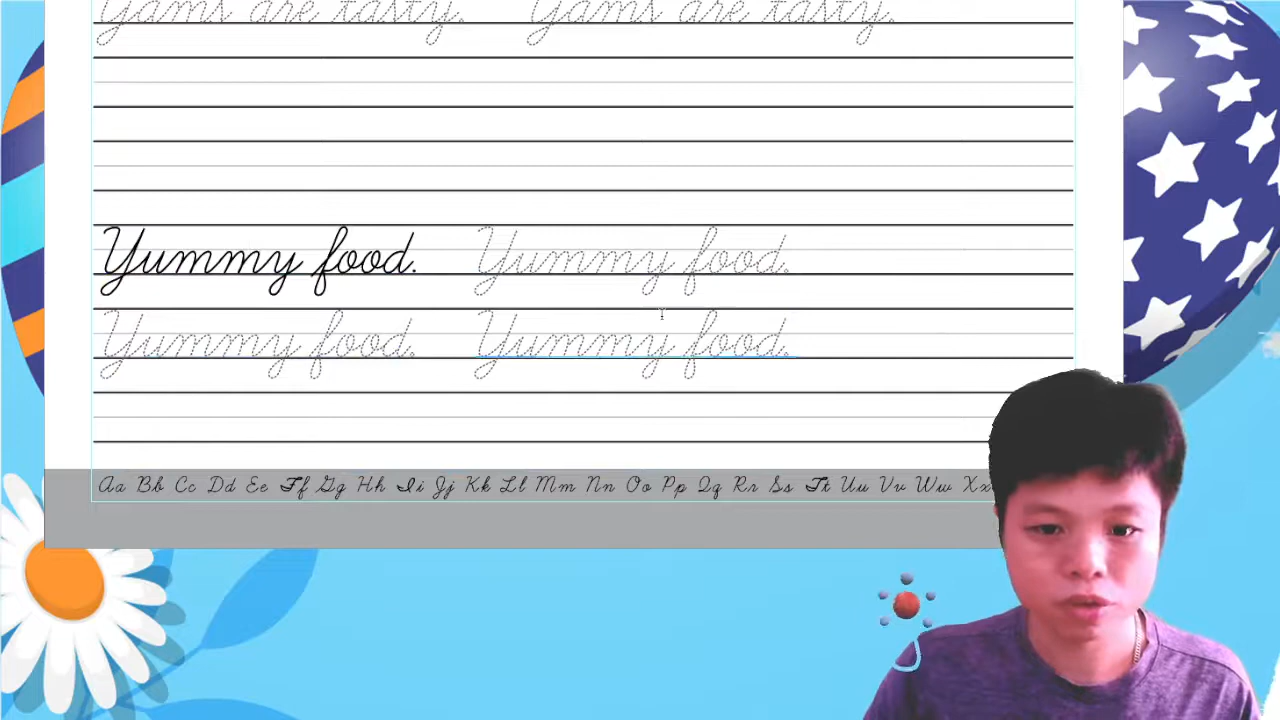 Yams are tasty. Yams are tasty.
Yummy food. Yummy food.
Yummy food. Yummy food.
Aa Bb Cc Dd Ee Ff Gg Hh Ii Jj Kk Ll Mm Nn Oo Pp Qq Rr Ss Tt Uu Vv Ww Xx